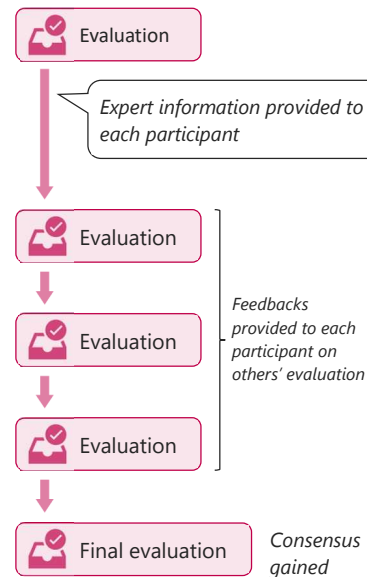 Evaluation
Expert information provided to
each participant
Evaluation
Feedbacks
provided to each
participant on
others' evaluation
Evaluation
Evaluation
Final evaluation
Consensus
gained